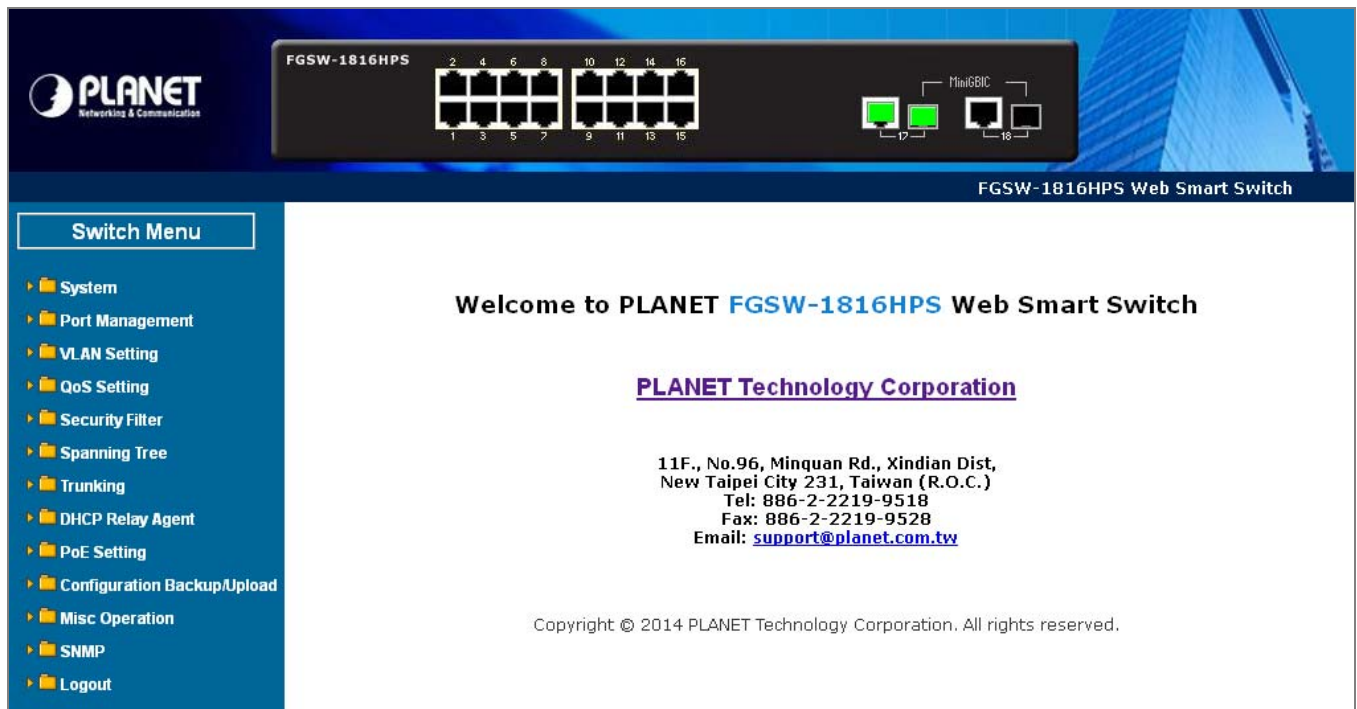 PLANET
Networking & Communication
FGSW-1816HPS
2 4 6 8 10 12 14 16
1 3 5 7 9 11 13 15
MiniGBIC
17 18
FGSW-1816HPS Web Smart Switch
Switch Menu
System
Port Management
VLAN Setting
QoS Setting
Security Filter
Spanning Tree
Trunking
DHCP Relay Agent
PoE Setting
Configuration Backup/Upload
Misc Operation
SNMP
Logout
Welcome to PLANET FGSW-1816HPS Web Smart Switch
PLANET Technology Corporation
11F., No.96, Minquan Rd., Xindian Dist,
New Taipei City 231, Taiwan (R.O.C.)
Tel: 886-2-2219-9518
Fax: 886-2-2219-9528
Email: support@planet.com.tw
Copyright © 2014 PLANET Technology Corporation. All rights reserved.